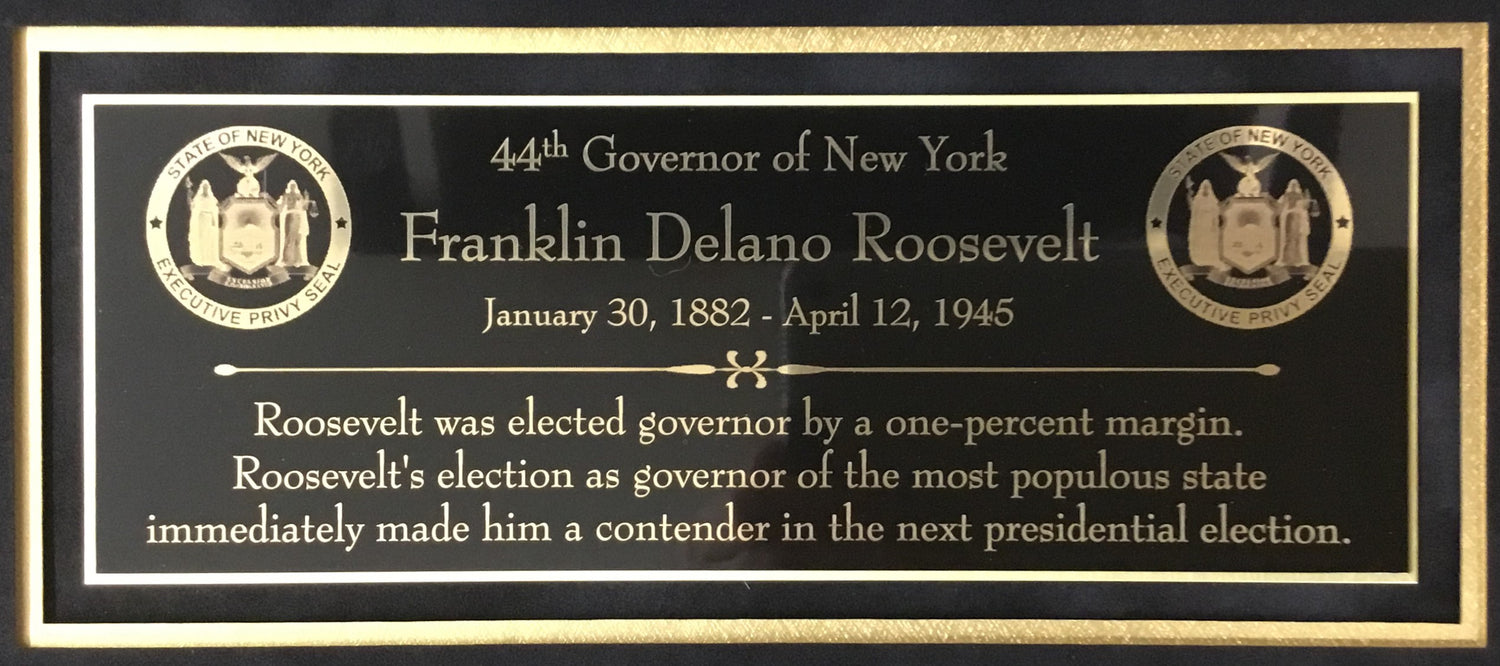 44th Governor of New York
Franklin Delano Roosevelt
January 30, 1882 - April 12, 1945
STATE OF NEW YORK
EXECUTIVE PRIVY SEAL
STATE OF NEW YORK
EXECUTIVE PRIVY SEAL
Roosevelt was elected governor by a one-percent margin.
Roosevelt's election as governor of the most populous state
immediately made him a contender in the next presidential election.